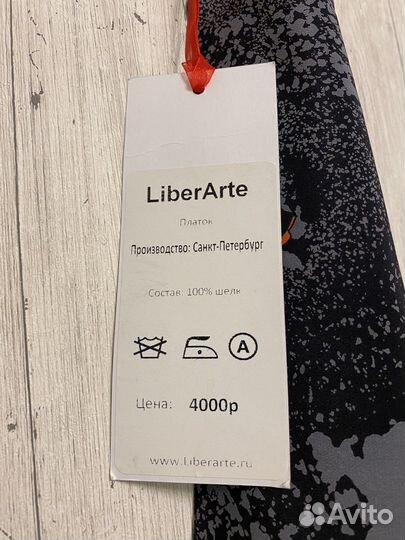 LiberArte
Платок
Производство: Санкт-Петербург
Состав: 100% шелк
A
Цена: 4000р
www.Liberarte.ru
Avito